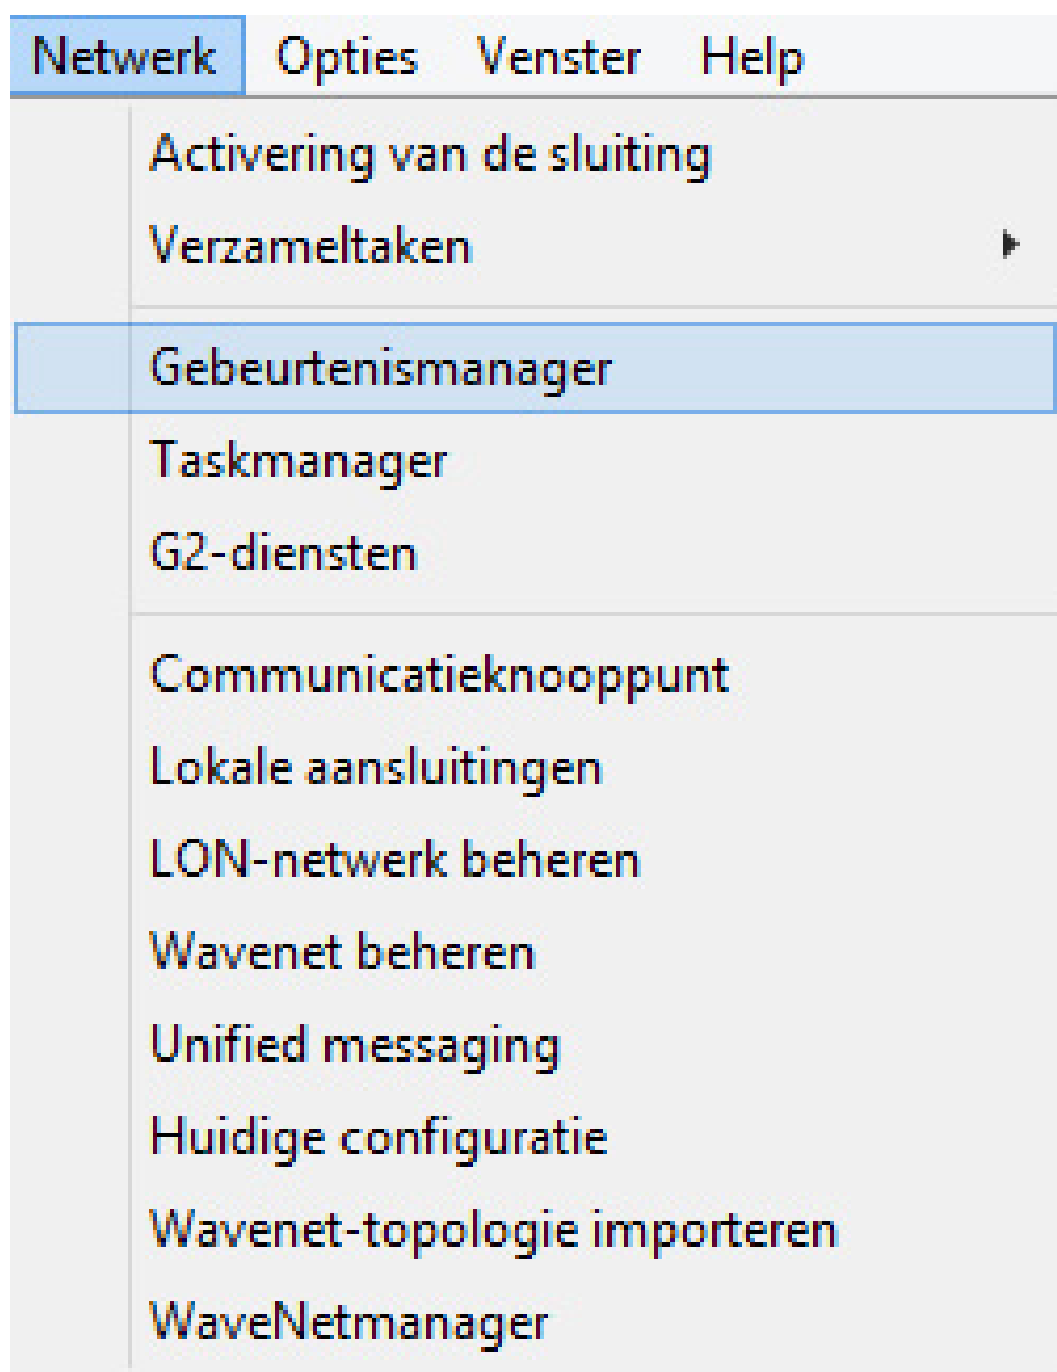 Netwerk Opties Venster Help
Activering van de sluiting
Verzameltaken
Gebeurtenismanager
Taskmanager
G2-diensten
Communicatieknooppunt
Lokale aansluitingen
LON-netwerk beheren
Wavenet beheren
Unified messaging
Huidige configuratie
Wavenet-topologie importeren
WaveNetmanager